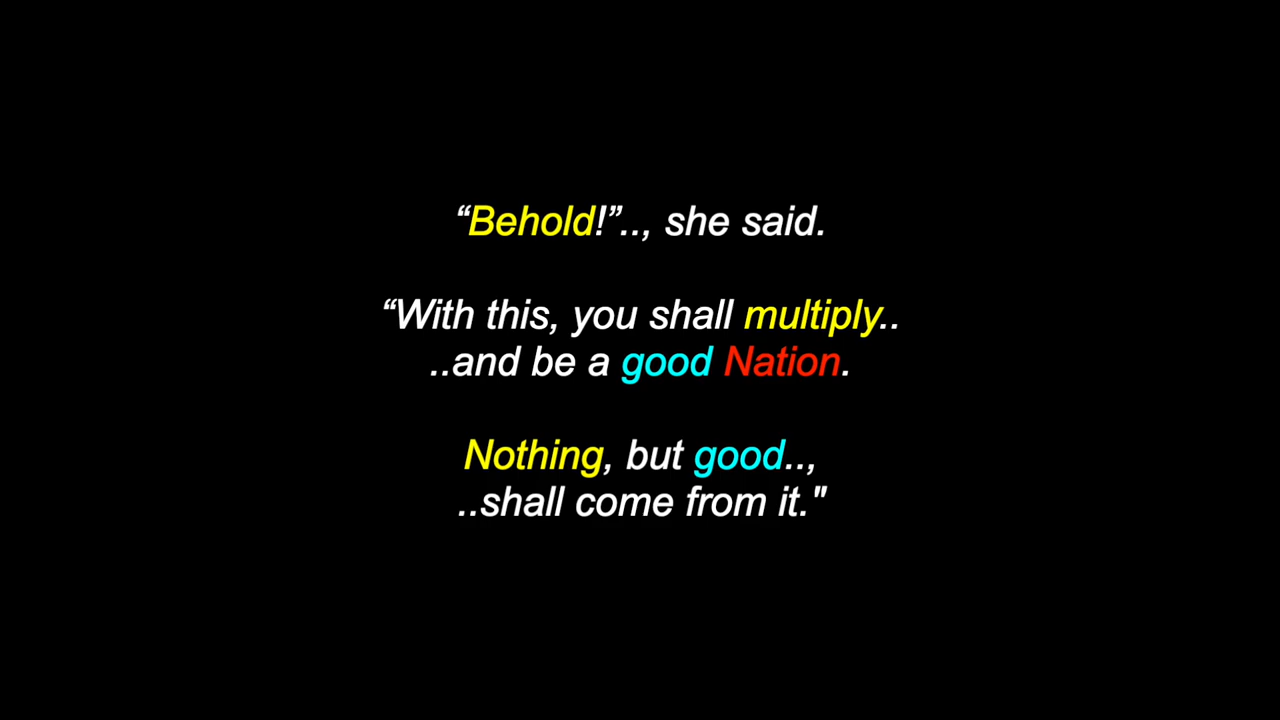 “Behold!”.., she said.
“With this, you shall multiply..
..and be a good Nation.
Nothing, but good..,
..shall come from it."